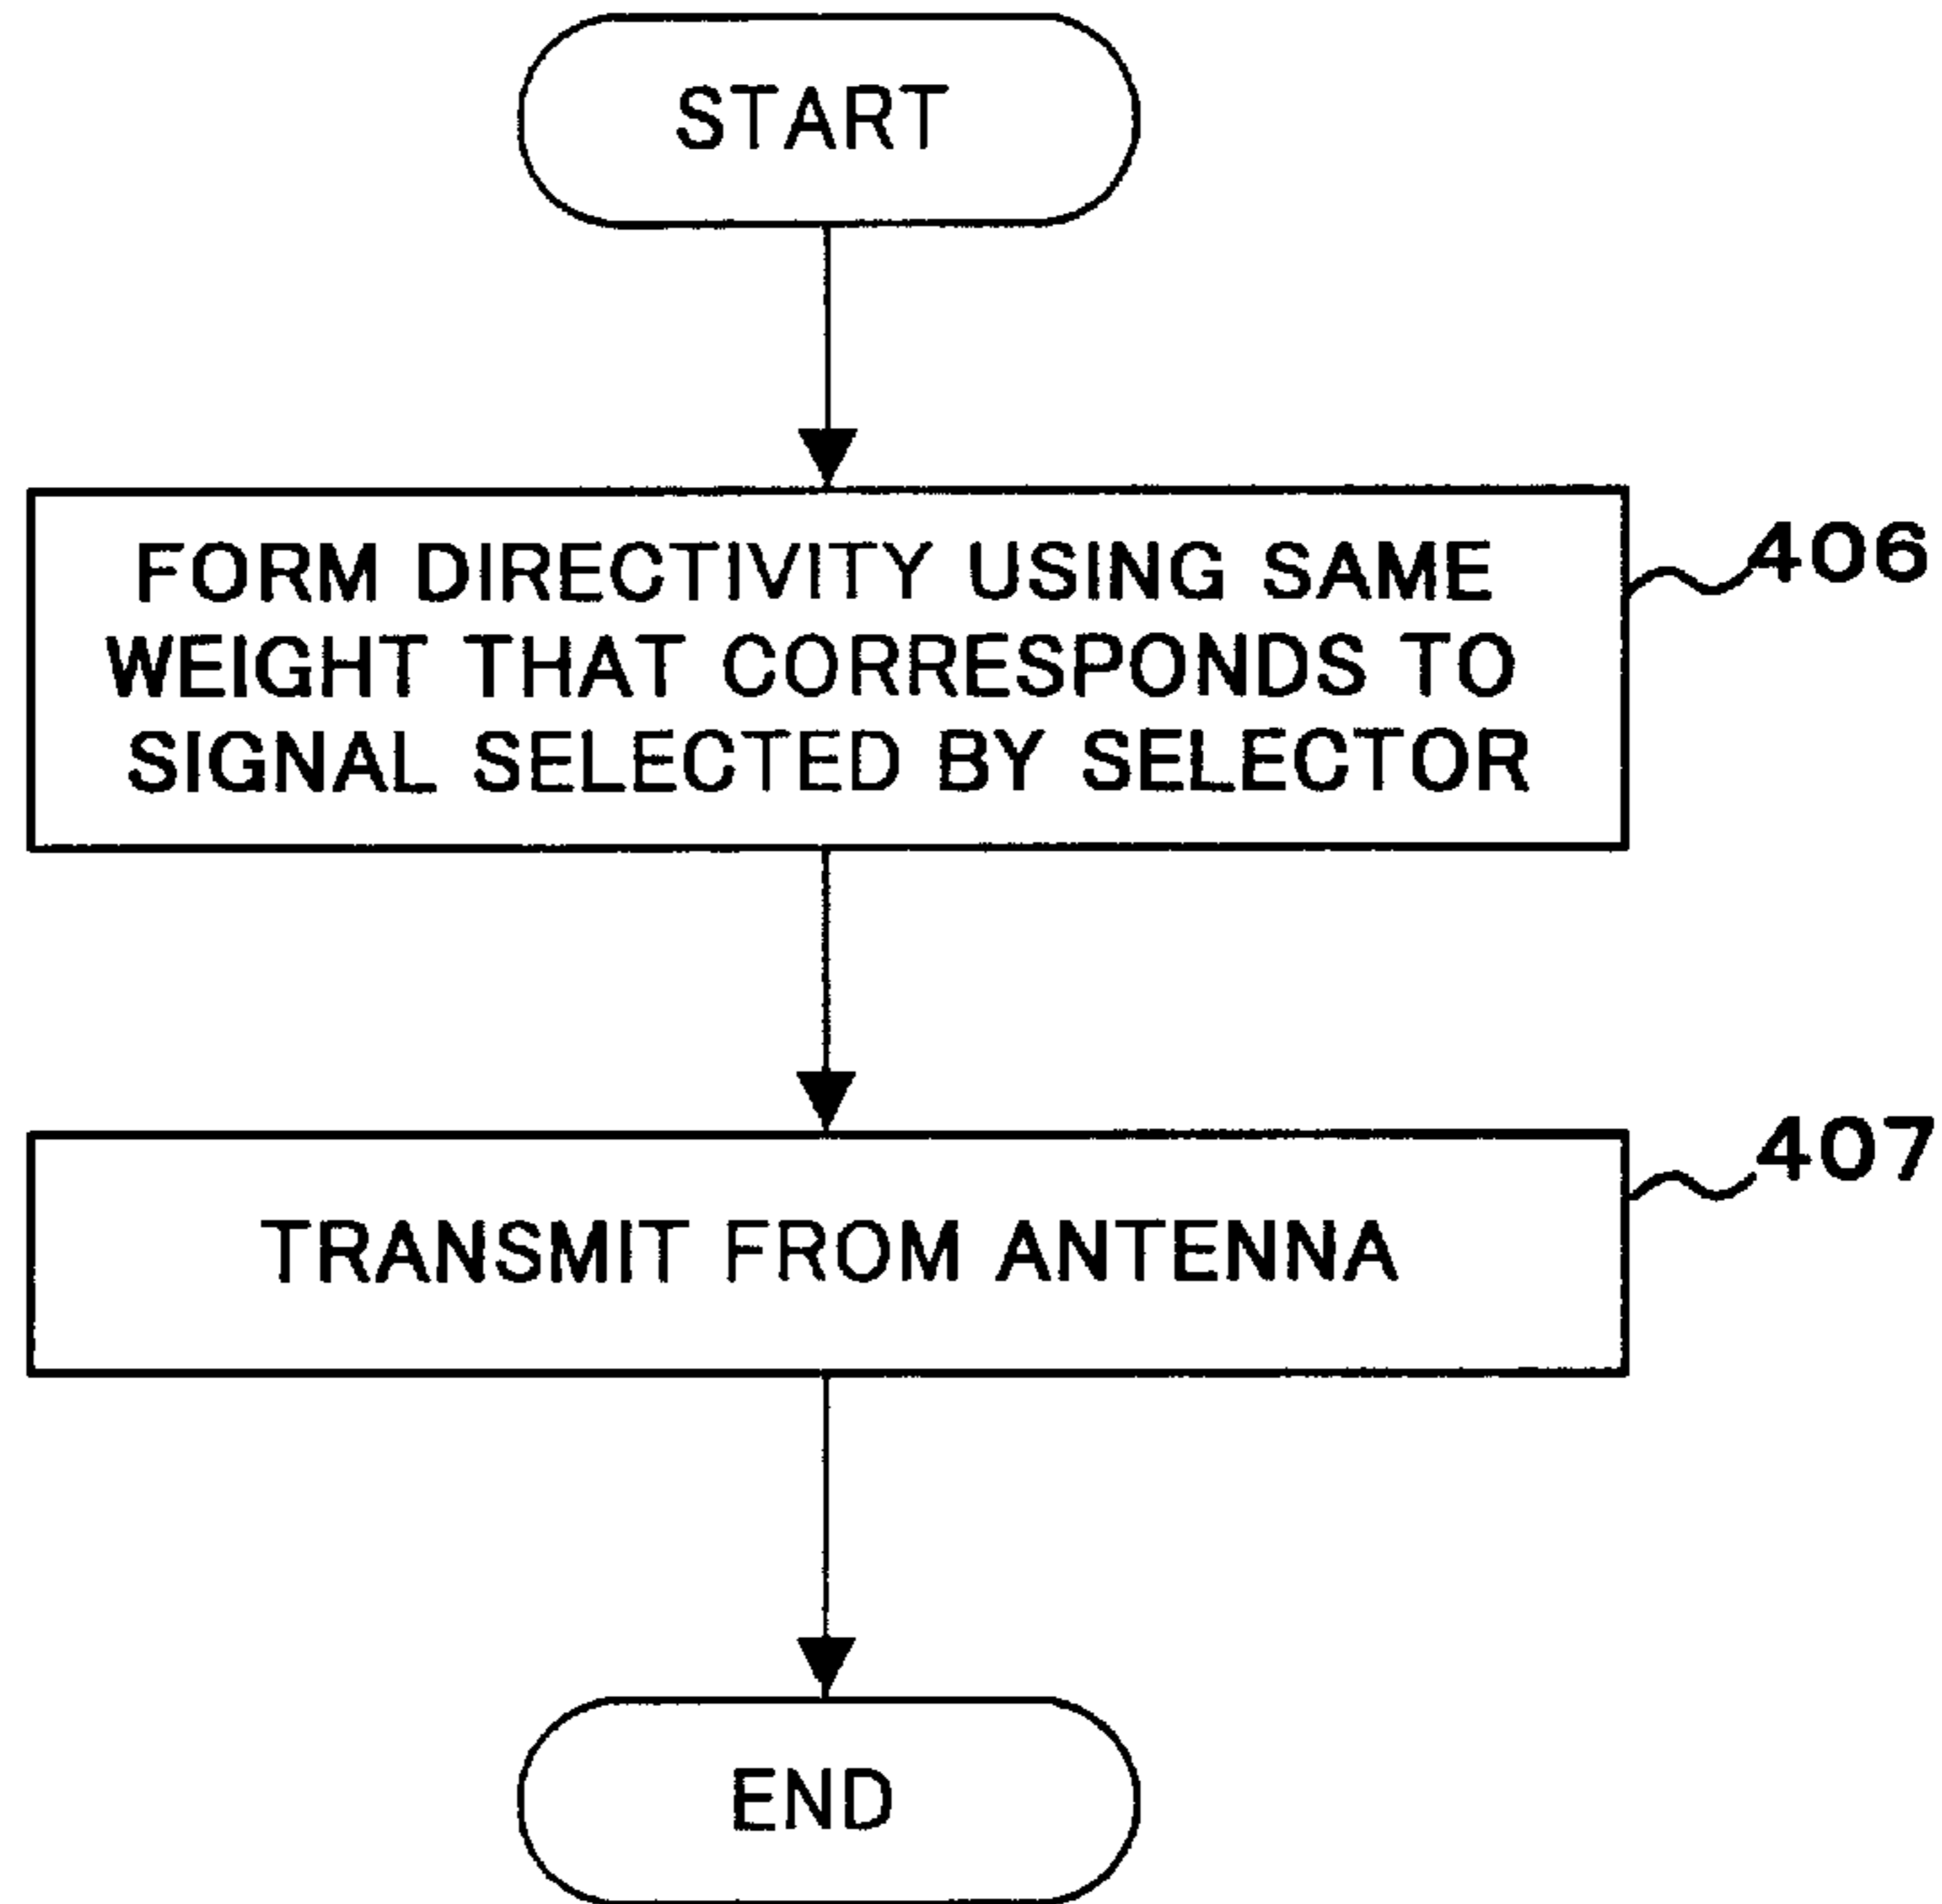 START
FORM DIRECTIVITY USING SAME
WEIGHT THAT CORRESPONDS TO
SIGNAL SELECTED BY SELECTOR
406
TRANSMIT FROM ANTENNA
407
END